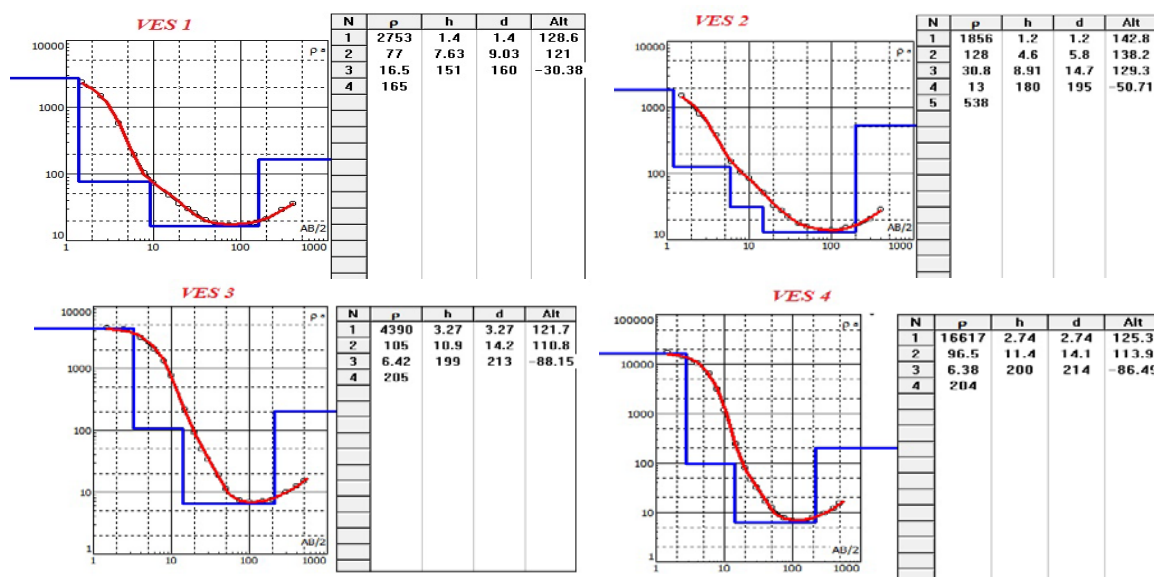 VES 1
N ρ h d Alt
1 2753 1.4 1.4 128.6
2 77 7.63 9.03 121
3 16.5 151 160 -30.38
4 165
10000
1000
100
10
ρ a
AB/2
1 10 100 1000
VES 2
N ρ h d Alt
1 1856 1.2 1.2 142.8
2 128 4.6 5.8 138.2
3 30.8 8.91 14.7 129.3
4 13 180 195 -50.71
5 538
10000
1000
100
10
ρ a
AB/2
1 10 100 1000
VES 3
N ρ h d Alt
1 4390 3.27 3.27 121.7
2 105 10.9 14.2 110.8
3 6.42 199 213 -88.15
4 205
10000
1000
100
10
1
ρ a
AB/2
1 10 100 1000
VES 4
N ρ h d Alt
1 16617 2.74 2.74 125.3
2 96.5 11.4 14.1 113.9
3 6.38 200 214 -86.49
4 204
100000
10000
1000
100
10
1
ρ a
AB/2
1 10 100 1000